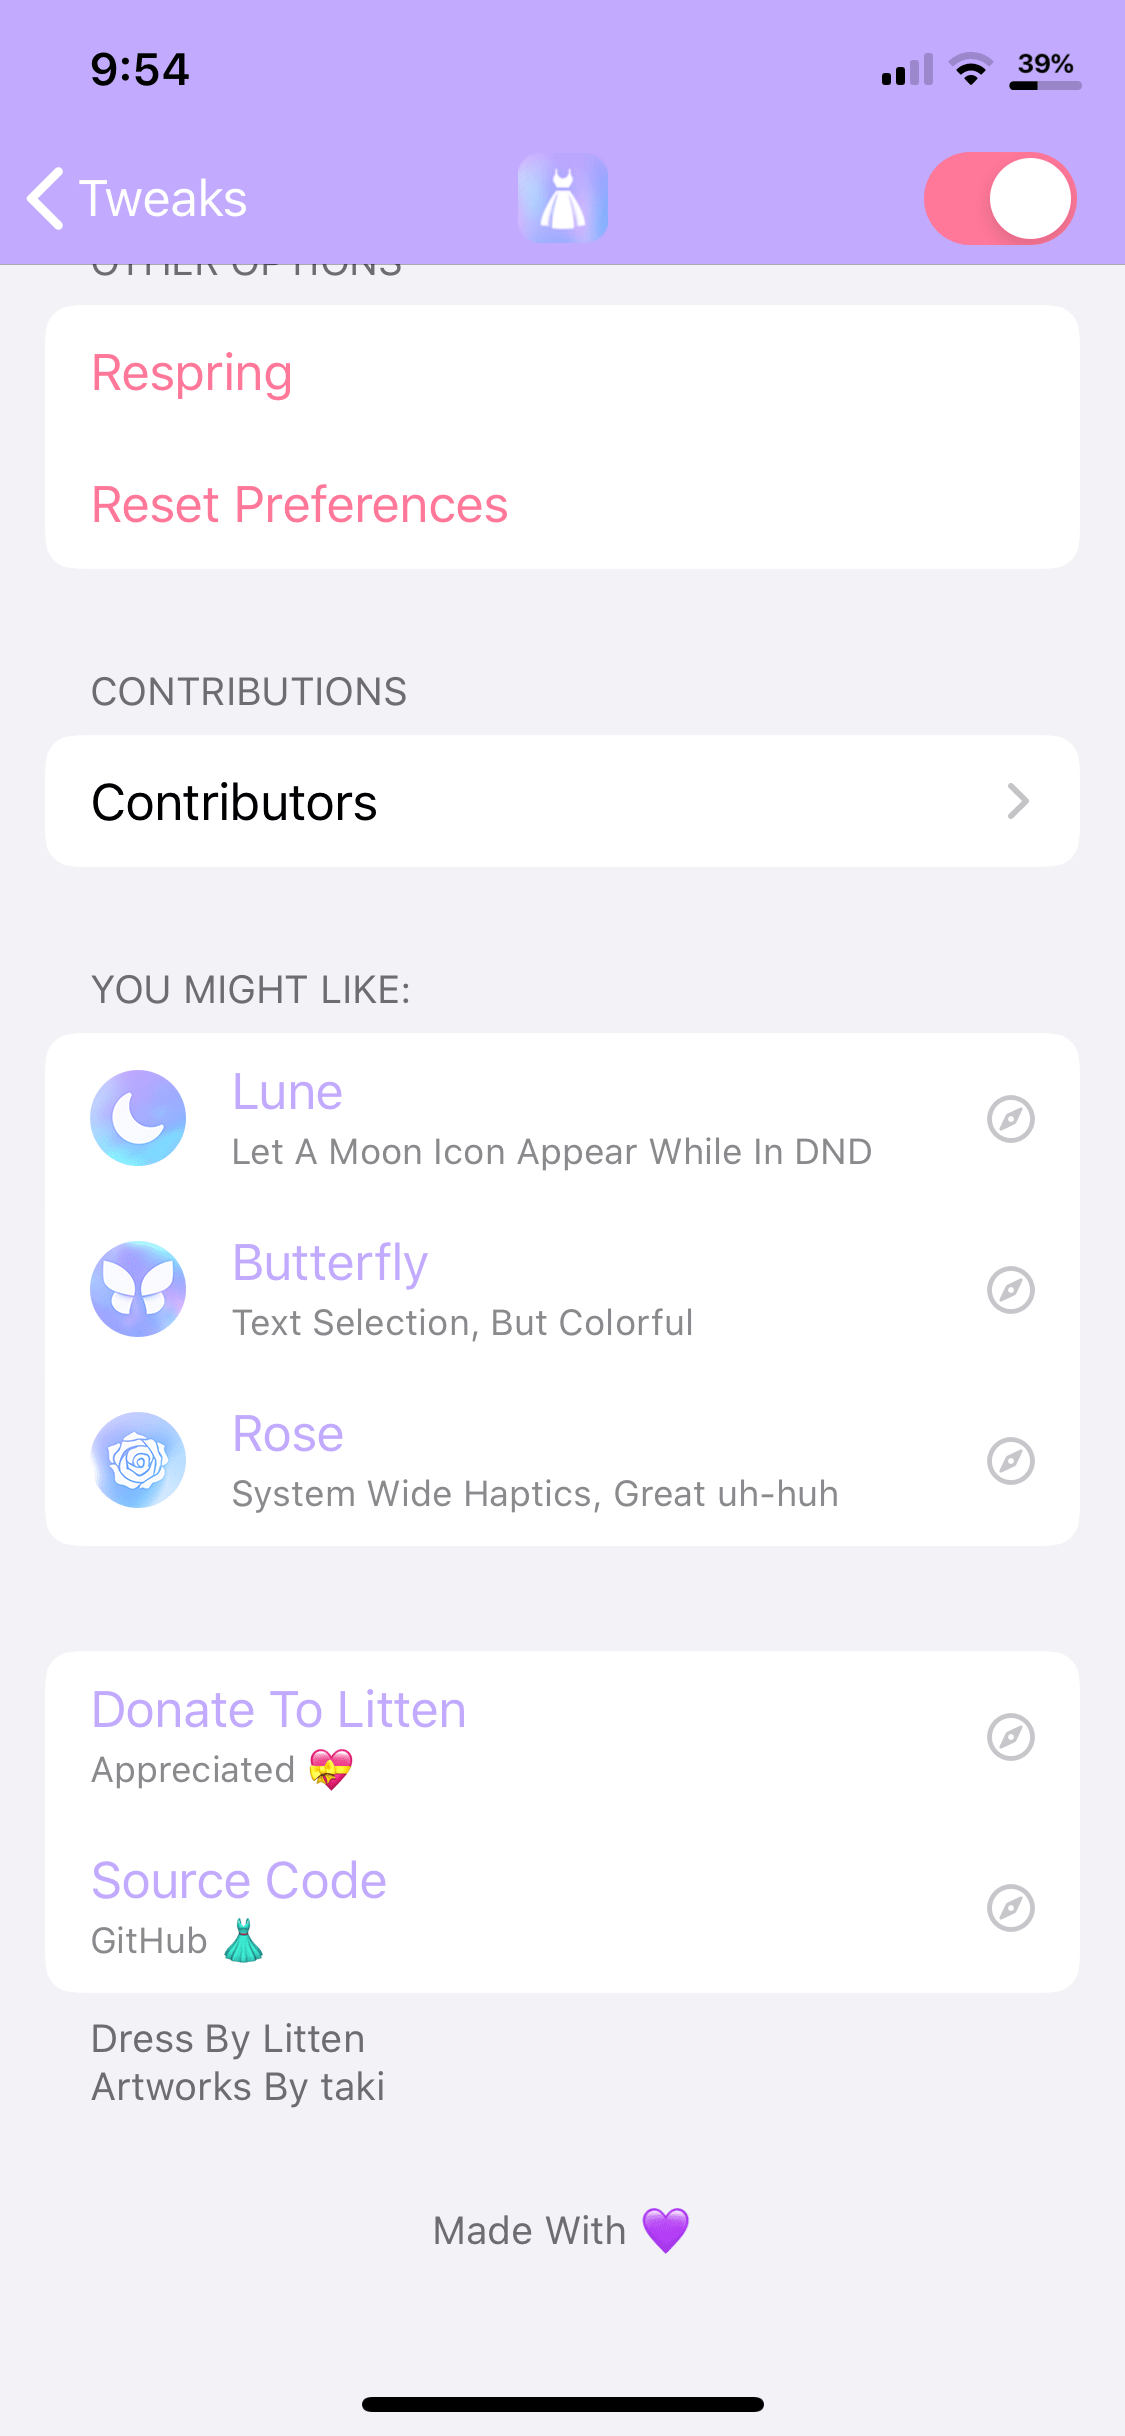 9:54
39%
Tweaks
OTHER OPTIONS
Respring
Reset Preferences
CONTRIBUTIONS
Contributors
YOU MIGHT LIKE:
Lune
Let A Moon Icon Appear While In DND
Butterfly
Text Selection, But Colorful
Rose
System Wide Haptics, Great uh-huh
Donate To Litten
Appreciated 💝
Source Code
GitHub 👗
Dress By Litten
Artworks By taki
Made With 💜